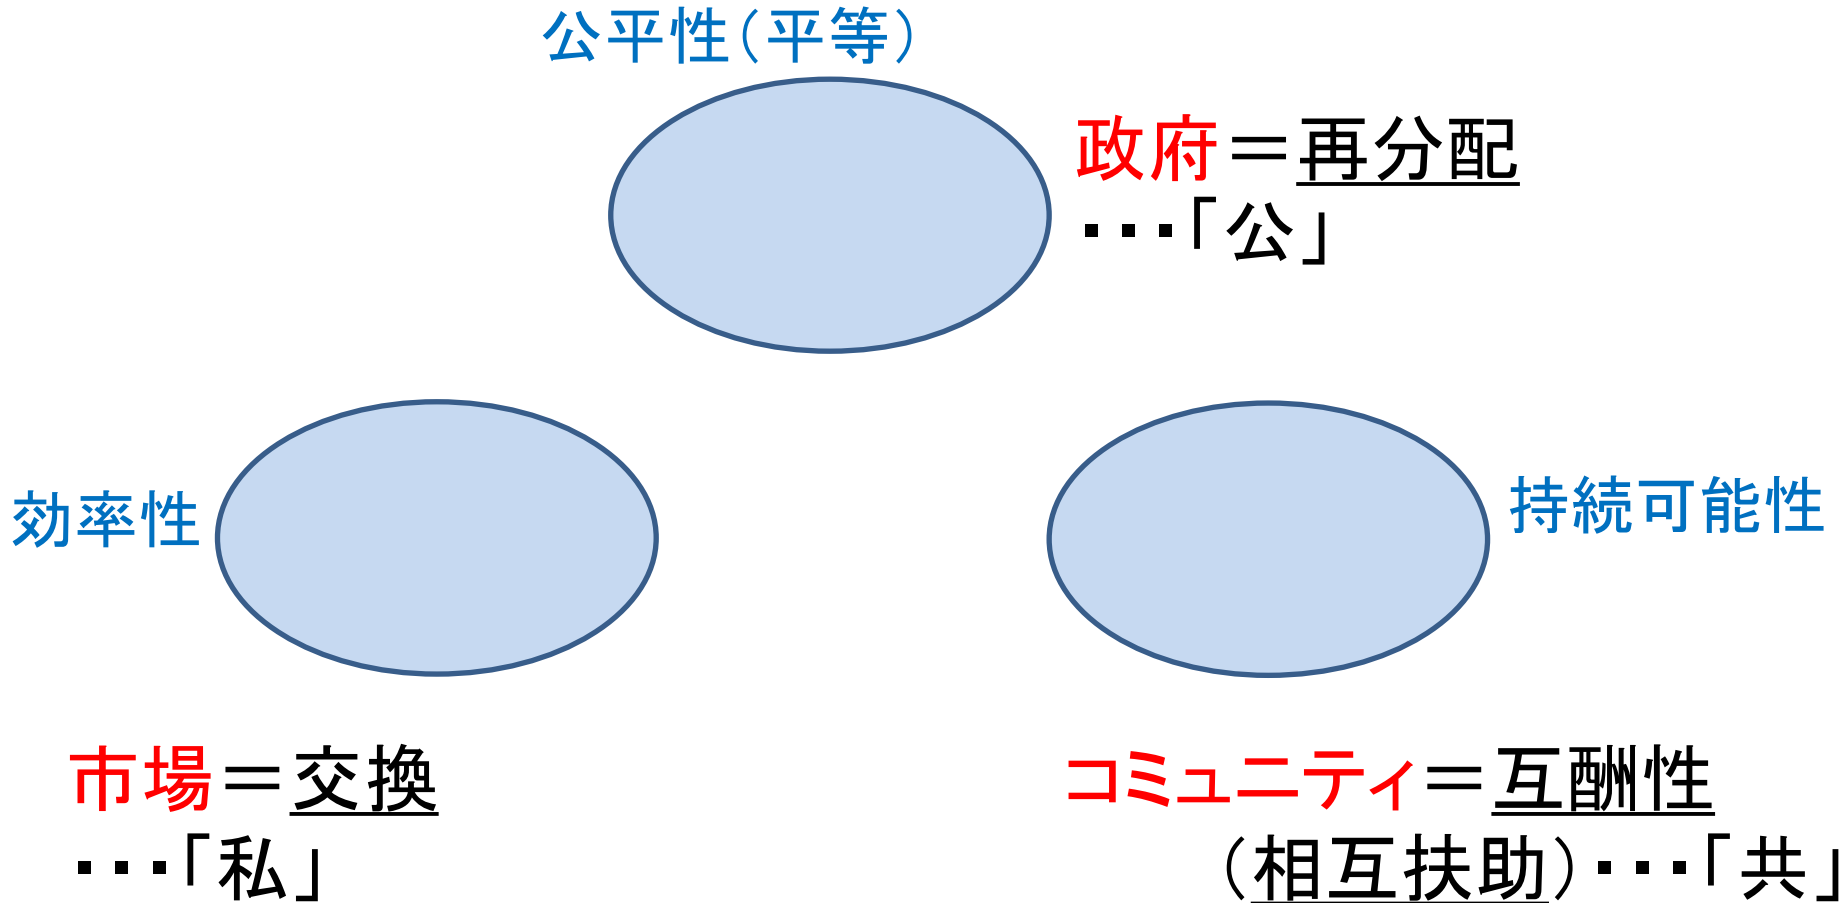 公平性(平等)
政府=再分配
・・・「公」
効率性
持続可能性
市場=交換
・・・「私」
コミュニティ=互酬性
(相互扶助)・・・「共」